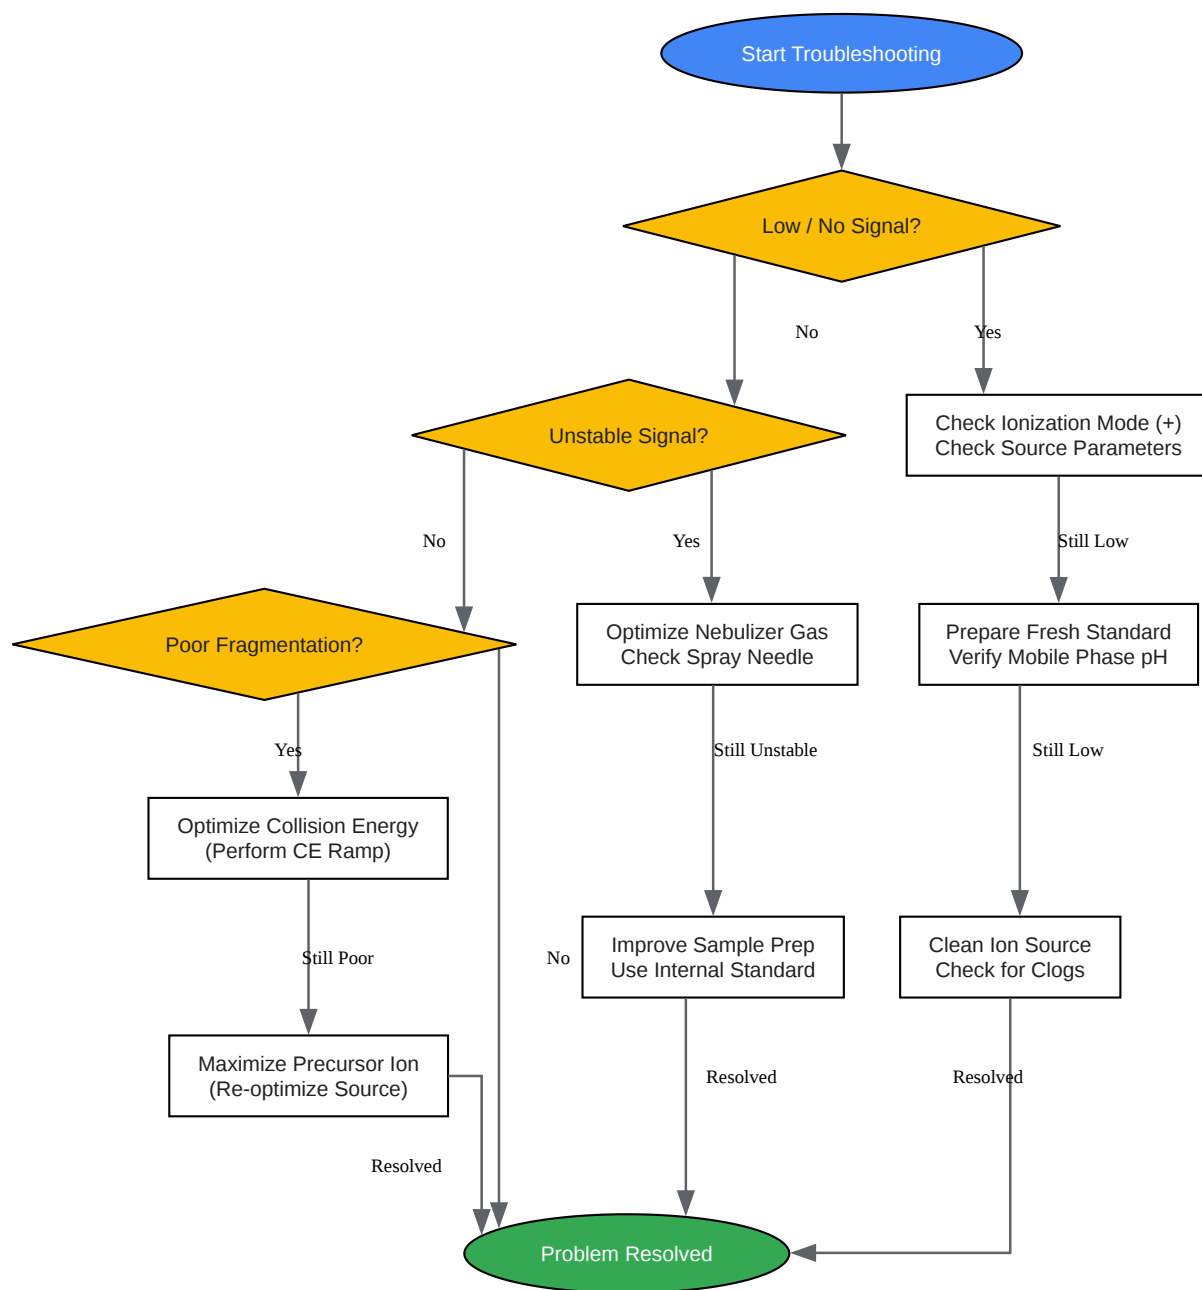 Start Troubleshooting
Low / No Signal?
No
Yes
Unstable Signal?
Check Ionization Mode (+)
Check Source Parameters
No
Yes
Still Low
Poor Fragmentation?
Optimize Nebulizer Gas
Check Spray Needle
Prepare Fresh Standard
Verify Mobile Phase pH
Yes
Still Unstable
Still Low
Optimize Collision Energy
(Perform CE Ramp)
Still Poor
No
Improve Sample Prep
Use Internal Standard
Clean Ion Source
Check for Clogs
Maximize Precursor Ion
(Re-optimize Source)
Resolved
Resolved
Resolved
Problem Resolved